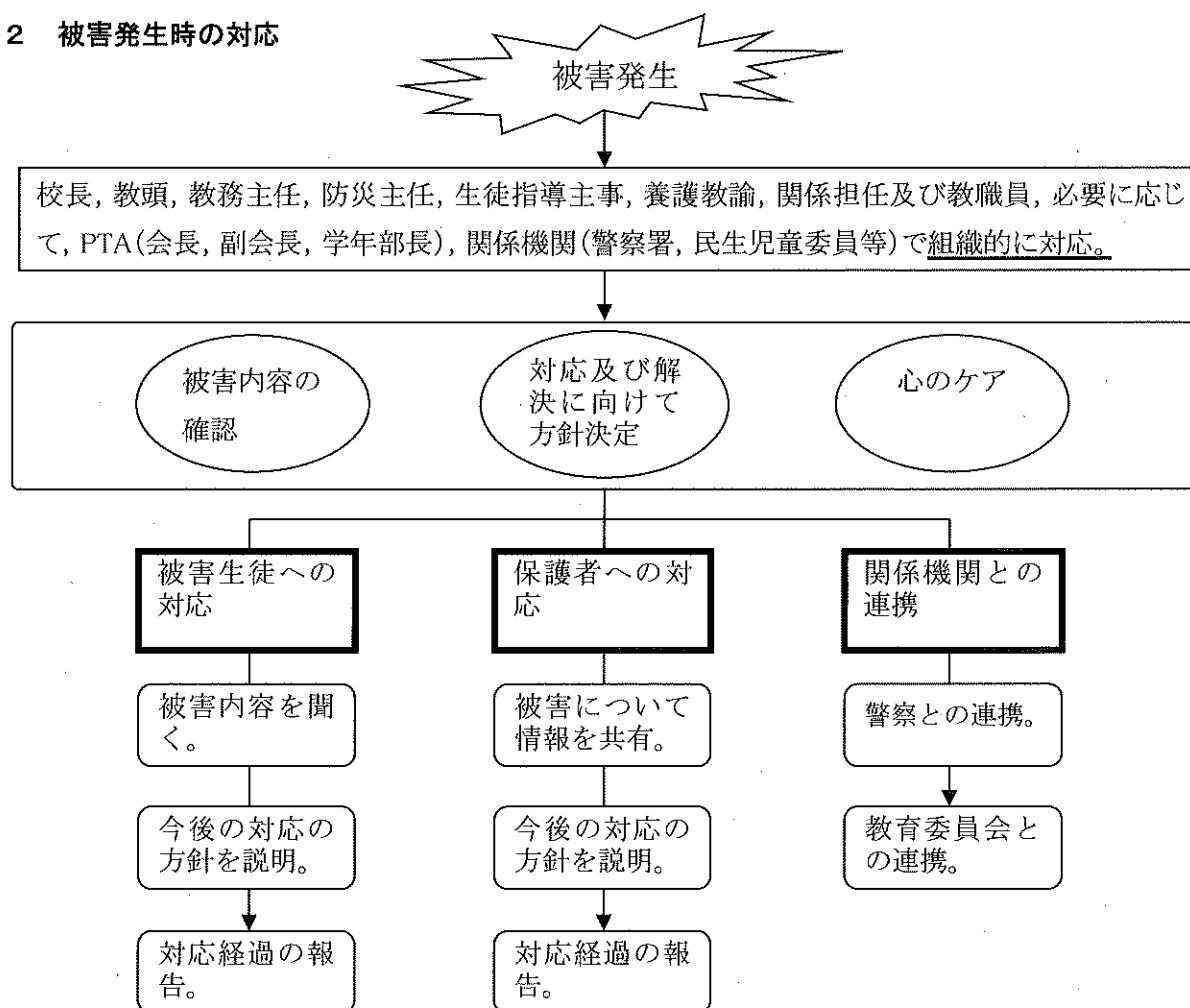 2 被害発生時の対応
被害発生
校長, 教頭, 教務主任, 防災主任, 生徒指導主事, 養護教諭, 関係担任及び教職員, 必要に応じ
て, PTA(会長, 副会長, 学年部長), 関係機関(警察署, 民生児童委員等)で組織的に対応。
被害内容の
確認
対応及び解
決に向けて
方針決定
心のケア
被害生徒への
対応
保護者への対
応
関係機関との
連携
被害内容を聞
く。
被害について
情報を共有。
警察との連携。
今後の対応の
方針を説明。
今後の対応の
方針を説明。
教育委員会と
の連携。
対応経過の報
告。
対応経過の報
告。